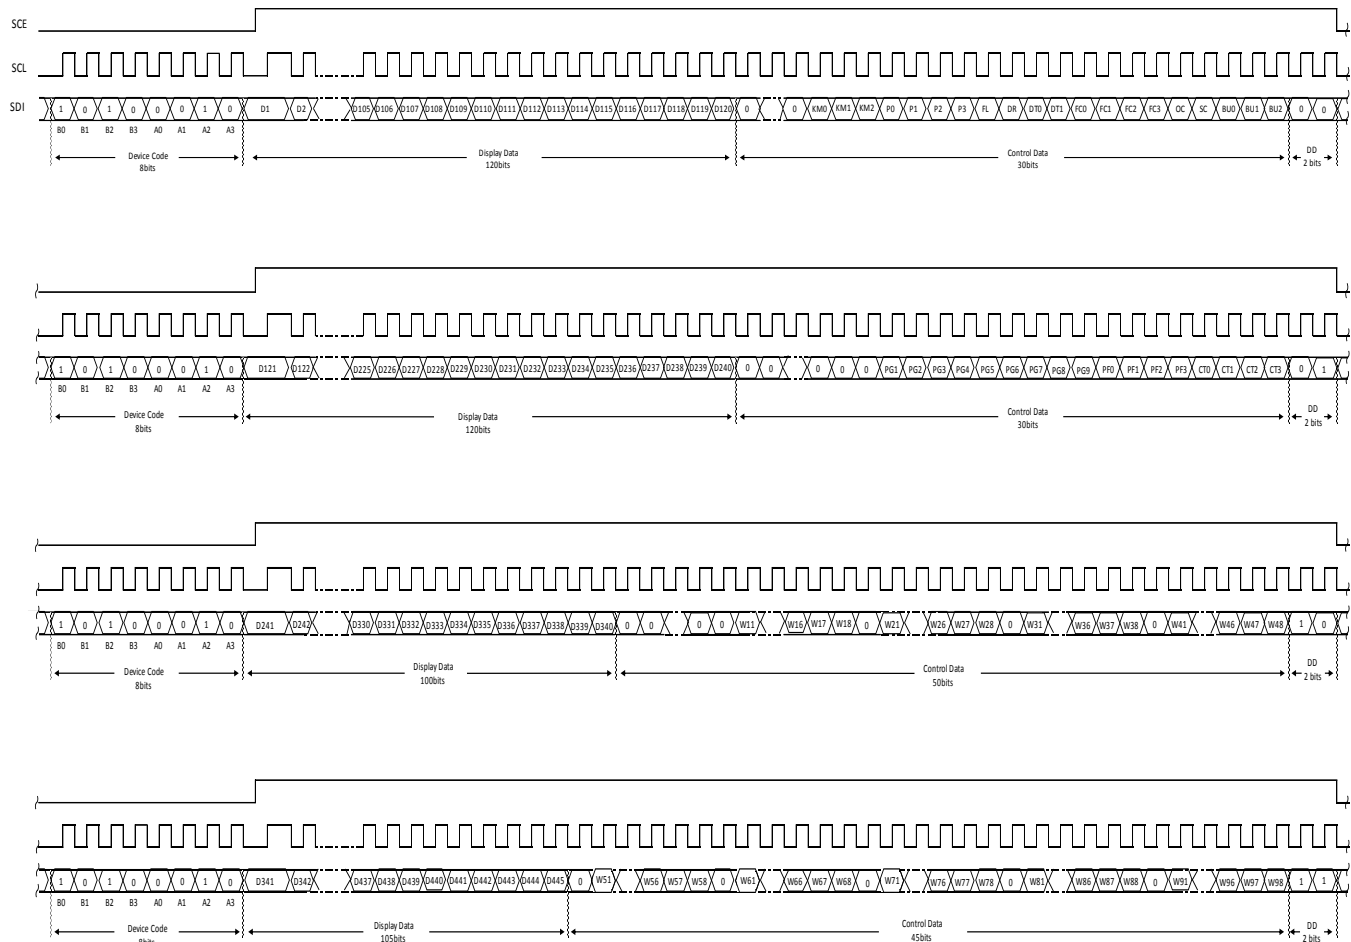 SCE
SCL
SDI 1 0 1 0 0 0 1 0 D1 D2 D105 D106 D107 D108 D109 D110 D111 D112 D113 D114 D115 D116 D117 D118 D119 D120 0 0 KM0 KM1 KM2 P0 P1 P2 P3 FL DR DT0 DT1 FC0 FC1 FC2 FC3 OC SC BU0 BU1 BU2 0 0
B0 B1 B2 B3 A0 A1 A2 A3
Device Code Display Data Control Data DD
8bits 120bits 30bits 2 bits
1 0 1 0 0 0 1 0 D121 D122 D225 D226 D227 D228 D229 D230 D231 D232 D233 D234 D235 D236 D237 D238 D239 D240 0 0 0 0 0 PG1 PG2 PG3 PG4 PG5 PG6 PG7 PG8 PG9 PF0 PF1 PF2 PF3 CT0 CT1 CT2 CT3 0 1
B0 B1 B2 B3 A0 A1 A2 A3
Device Code Display Data Control Data DD
8bits 120bits 30bits 2 bits
1 0 1 0 0 0 1 0 D241 D242 D330 D331 D332 D333 D334 D335 D336 D337 D338 D339 D340 0 0 0 0 W11 W16 W17 W18 0 W21 W26 W27 W28 0 W31 W36 W37 W38 0 W41 W46 W47 W48 1 0
B0 B1 B2 B3 A0 A1 A2 A3
Device Code Display Data Control Data DD
8bits 100bits 50bits 2 bits
1 0 1 0 0 0 1 0 D341 D342 D437 D438 D439 D440 D441 D442 D443 D444 D445 0 W51 W56 W57 W58 0 W61 W66 W67 W68 0 W71 W76 W77 W78 0 W81 W86 W87 W88 0 W91 W96 W97 W98 1 1
B0 B1 B2 B3 A0 A1 A2 A3
Device Code Display Data Control Data DD
8bits 105bits 45bits 2 bits